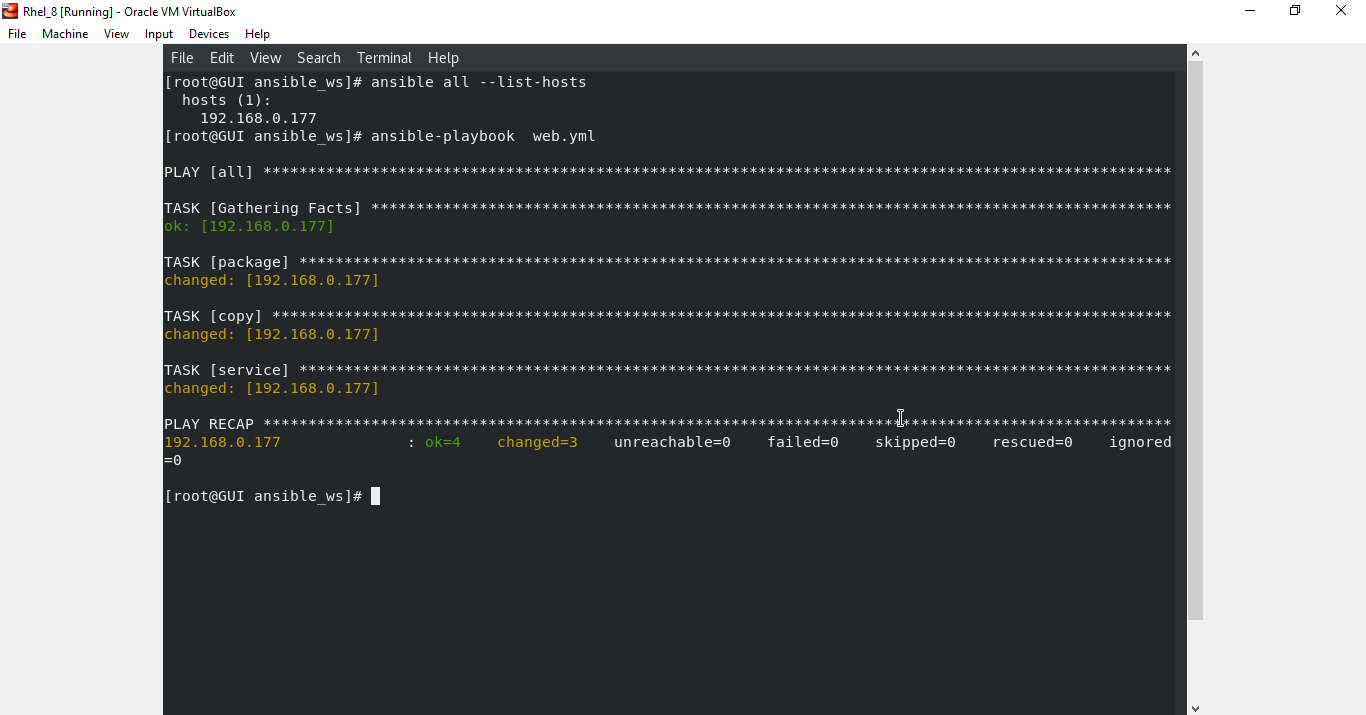 Rhel_8 [Running] - Oracle VM VirtualBox
File Machine View Input Devices Help
File Edit View Search Terminal Help
[root@GUI ansible_ws]# ansible all --list-hosts
  hosts (1):
    192.168.0.177
[root@GUI ansible_ws]# ansible-playbook  web.yml
PLAY [all] *****************************************************************************************************
TASK [Gathering Facts] *****************************************************************************************
ok: [192.168.0.177]
TASK [package] *************************************************************************************************
changed: [192.168.0.177]
TASK [copy] ****************************************************************************************************
changed: [192.168.0.177]
TASK [service] *************************************************************************************************
changed: [192.168.0.177]
PLAY RECAP *****************************************************************************************************
192.168.0.177              : ok=4    changed=3    unreachable=0    failed=0    skipped=0    rescued=0    ignored
=0
[root@GUI ansible_ws]#